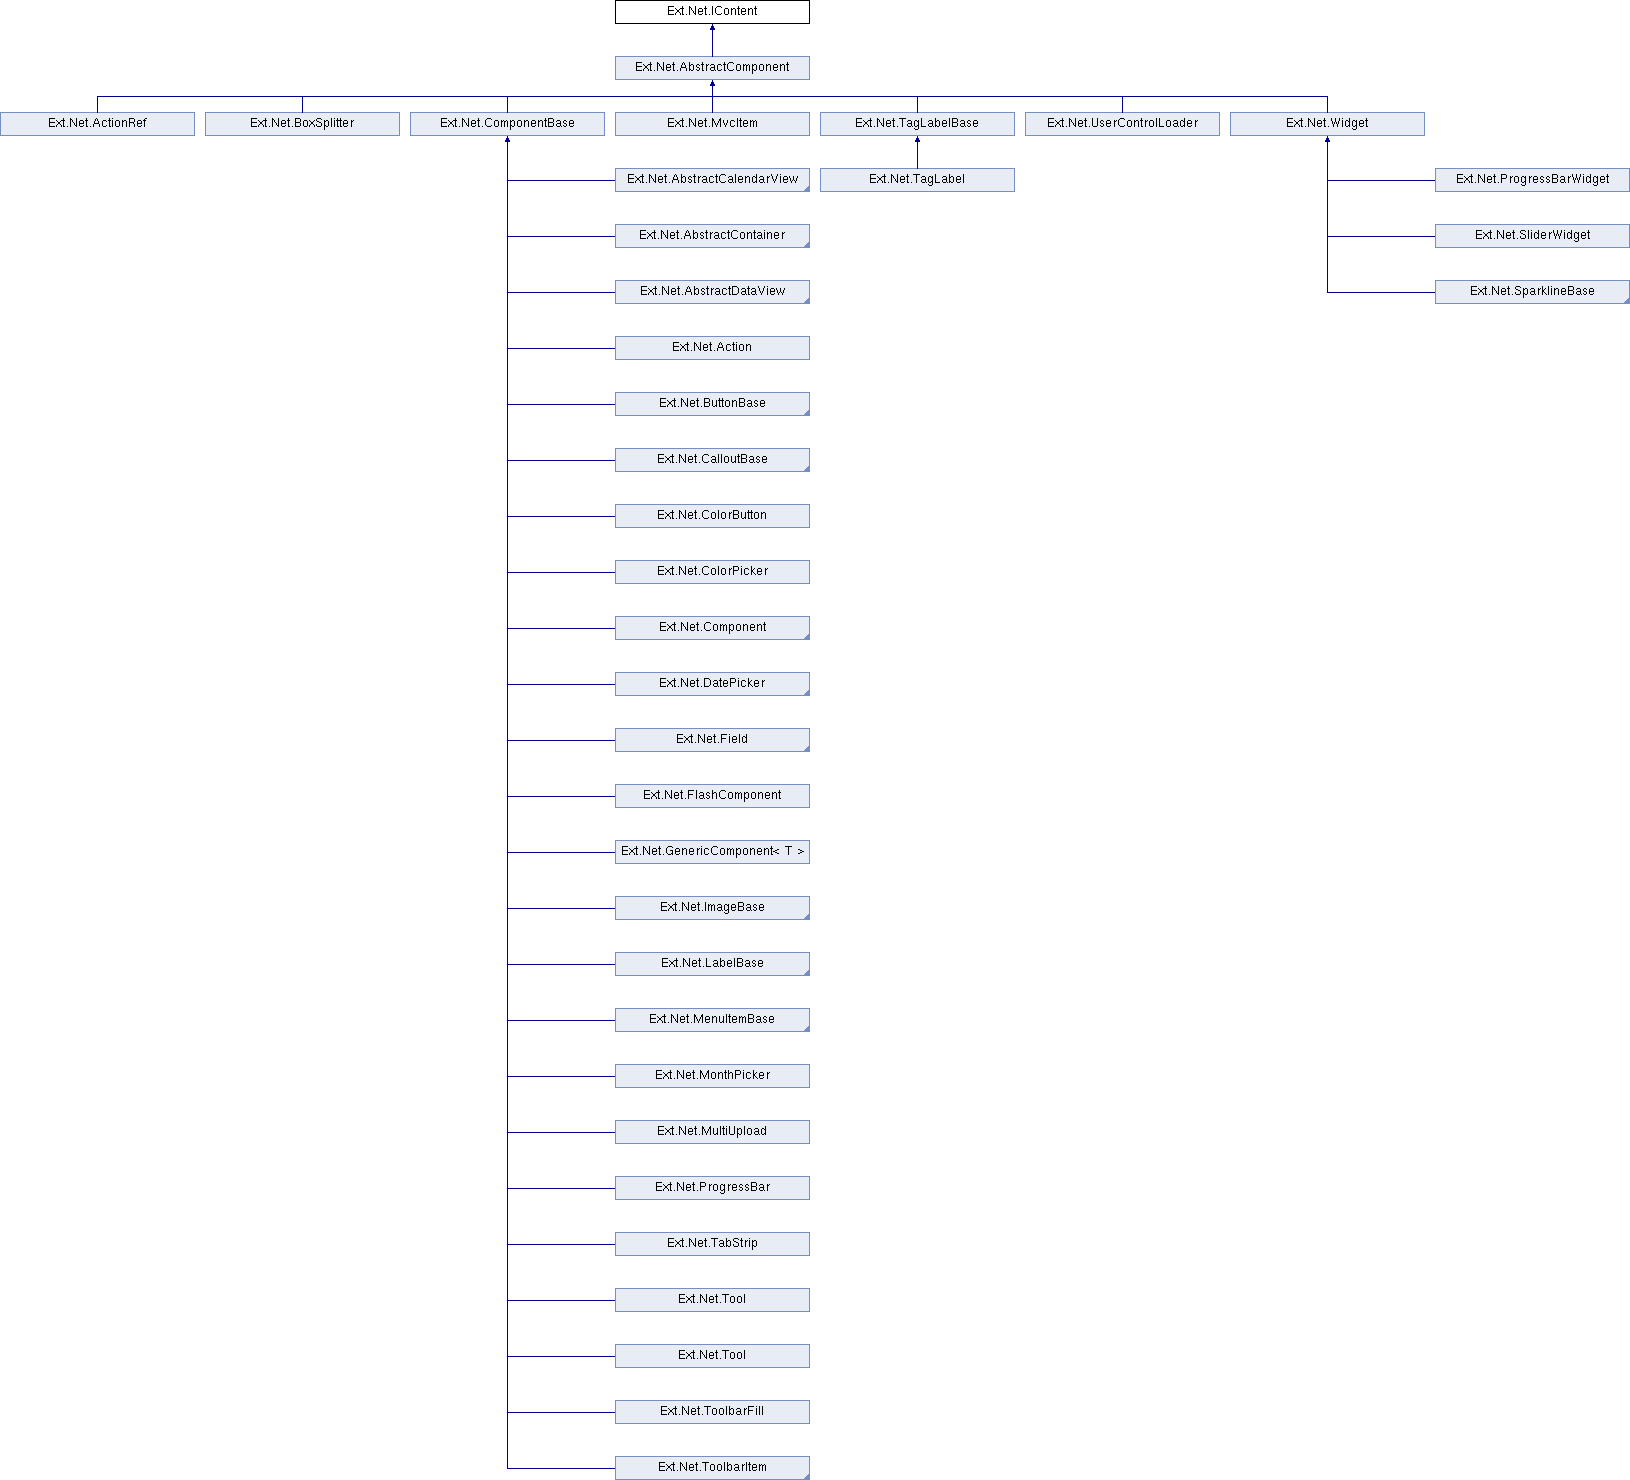 Ext.Net.IContent
Ext.Net.AbstractComponent
Ext.Net.ActionRef Ext.Net.BoxSplitter Ext.Net.ComponentBase Ext.Net.MvcItem Ext.Net.TagLabelBase Ext.Net.UserControlLoader Ext.Net.Widget
Ext.Net.AbstractCalendarView Ext.Net.TagLabel Ext.Net.ProgressBarWidget
Ext.Net.AbstractContainer Ext.Net.SliderWidget
Ext.Net.AbstractDataView Ext.Net.SparklineBase
Ext.Net.Action
Ext.Net.ButtonBase
Ext.Net.CalloutBase
Ext.Net.ColorButton
Ext.Net.ColorPicker
Ext.Net.Component
Ext.Net.DatePicker
Ext.Net.Field
Ext.Net.FlashComponent
Ext.Net.GenericComponent< T >
Ext.Net.ImageBase
Ext.Net.LabelBase
Ext.Net.MenuItemBase
Ext.Net.MonthPicker
Ext.Net.MultiUpload
Ext.Net.ProgressBar
Ext.Net.TabStrip
Ext.Net.Tool
Ext.Net.Tool
Ext.Net.ToolbarFill
Ext.Net.ToolbarItem